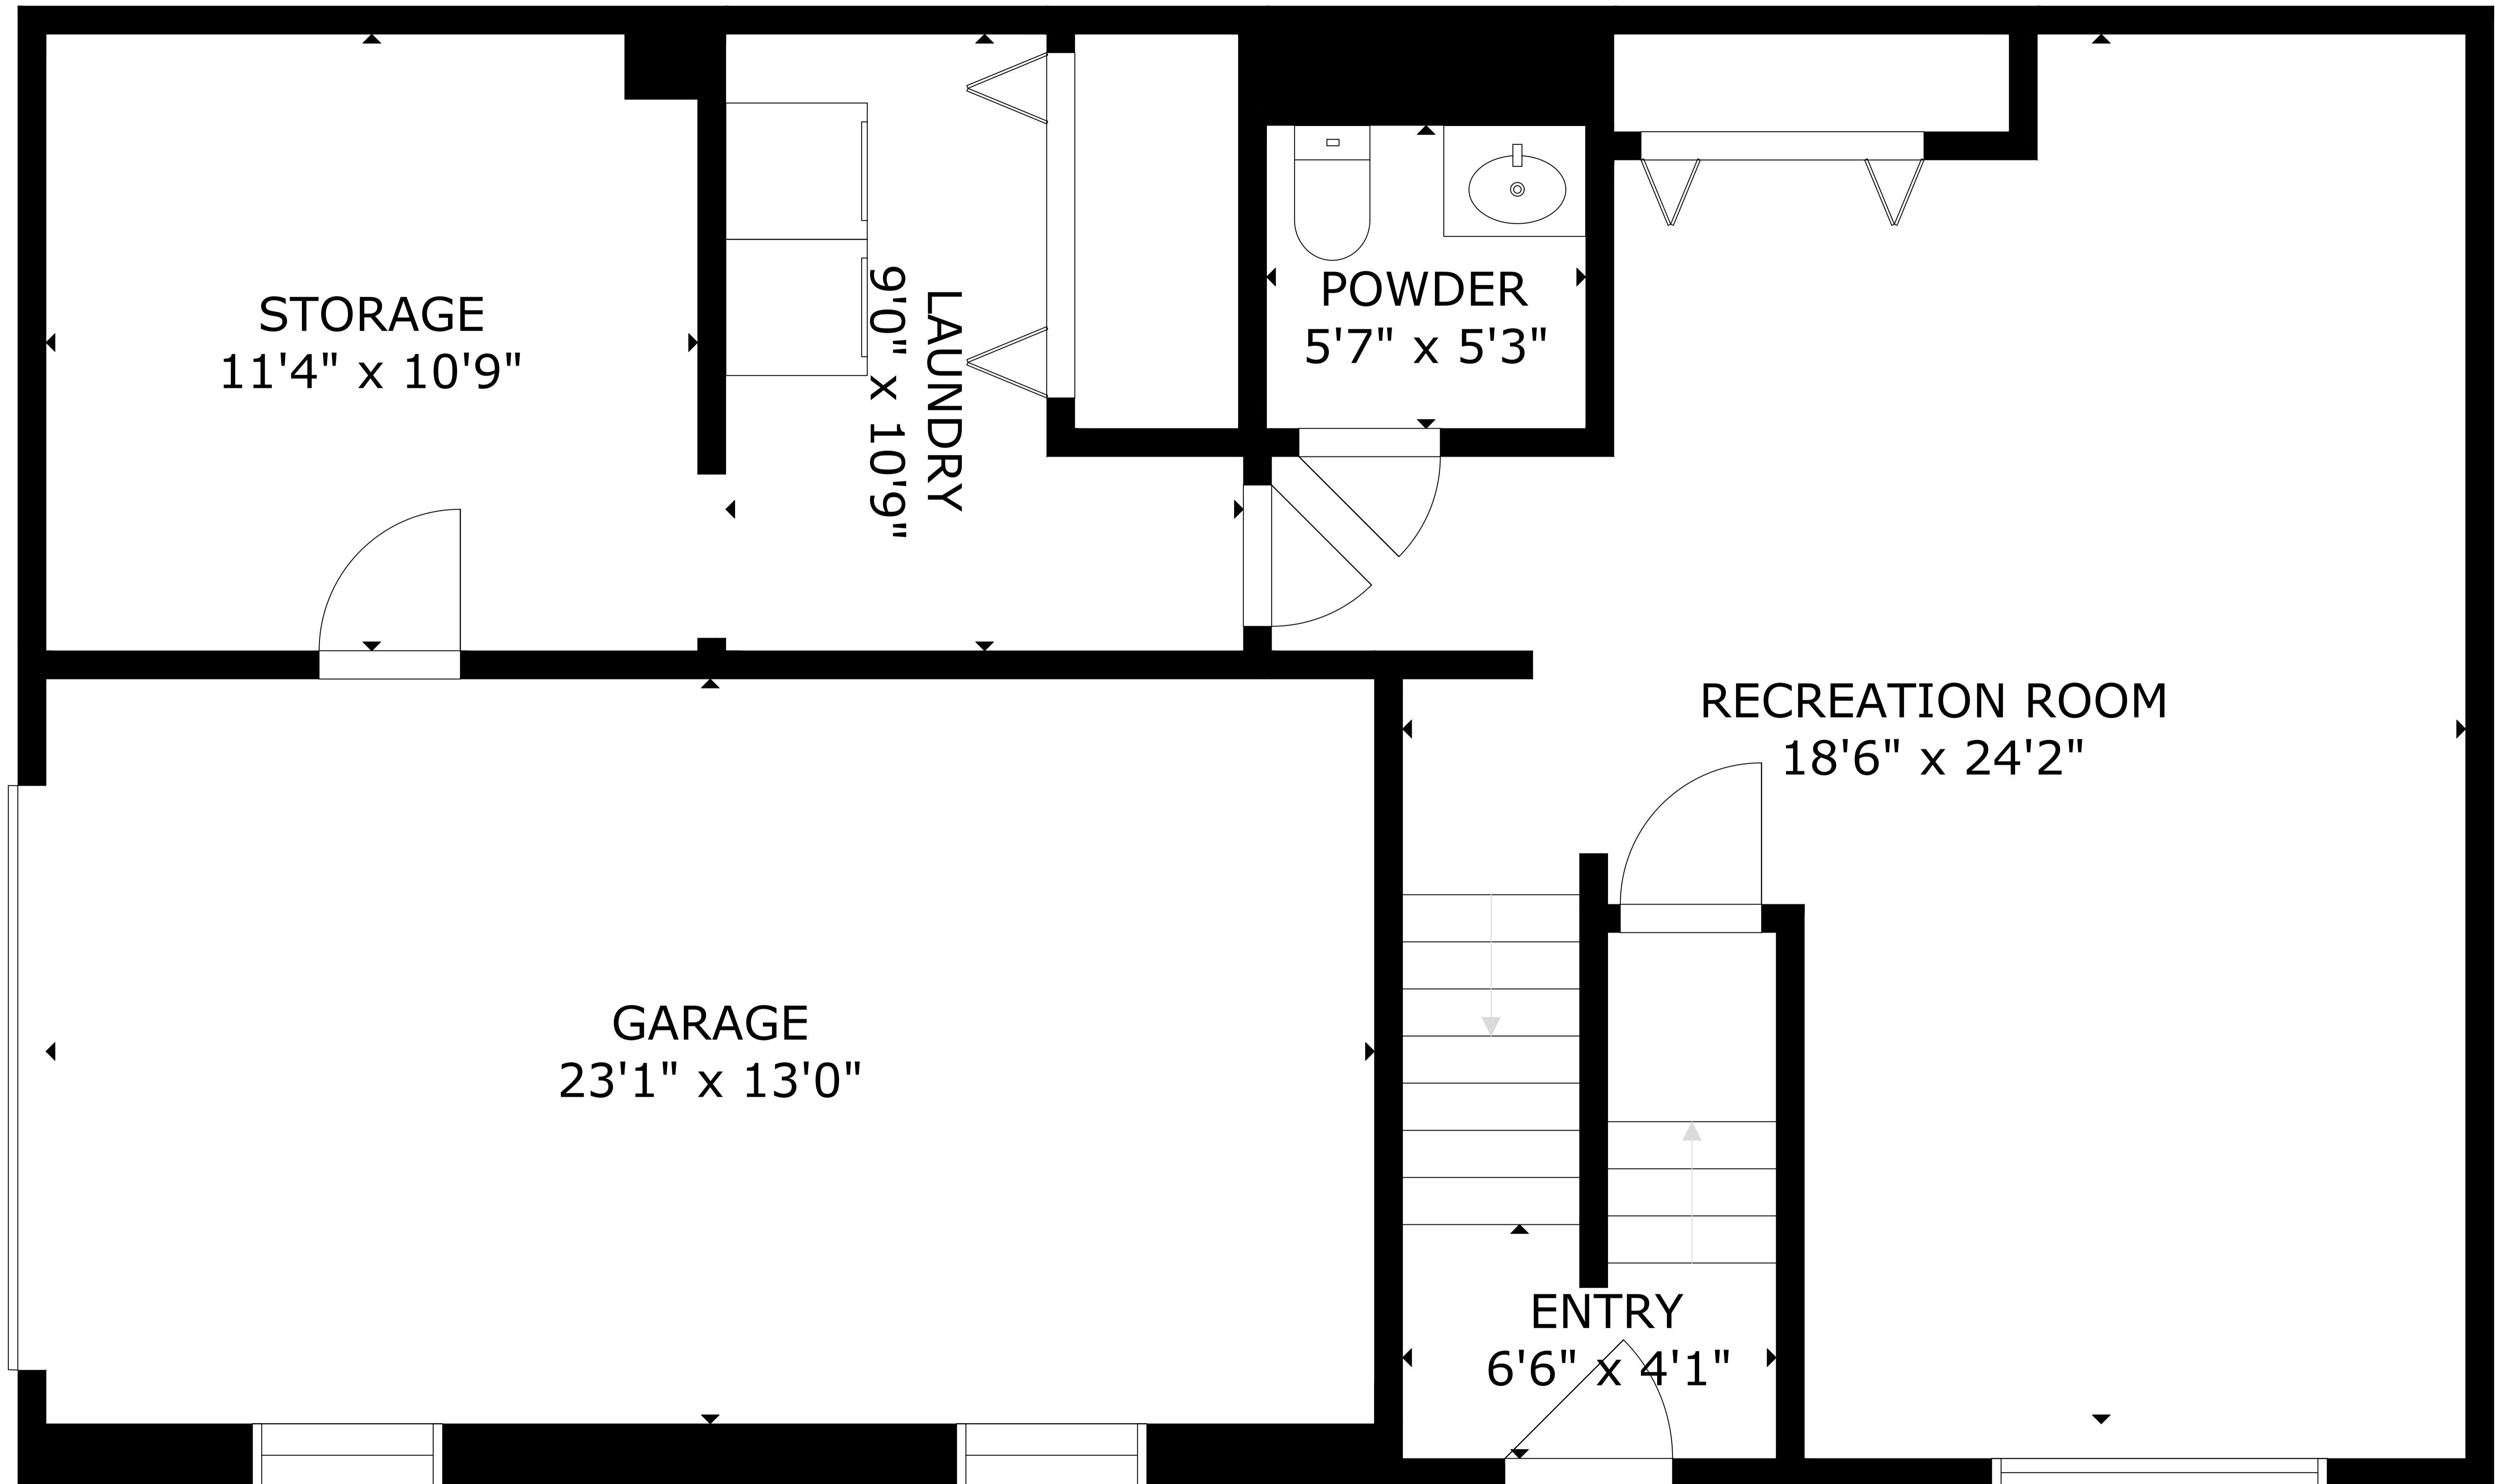 STORAGE
11'4" x 10'9"
LAUNDRY
9'0" x 10'9"
POWDER
5'7" x 5'3"
RECREATION ROOM
18'6" x 24'2"
GARAGE
23'1" x 13'0"
ENTRY
6'6" x 4'1"